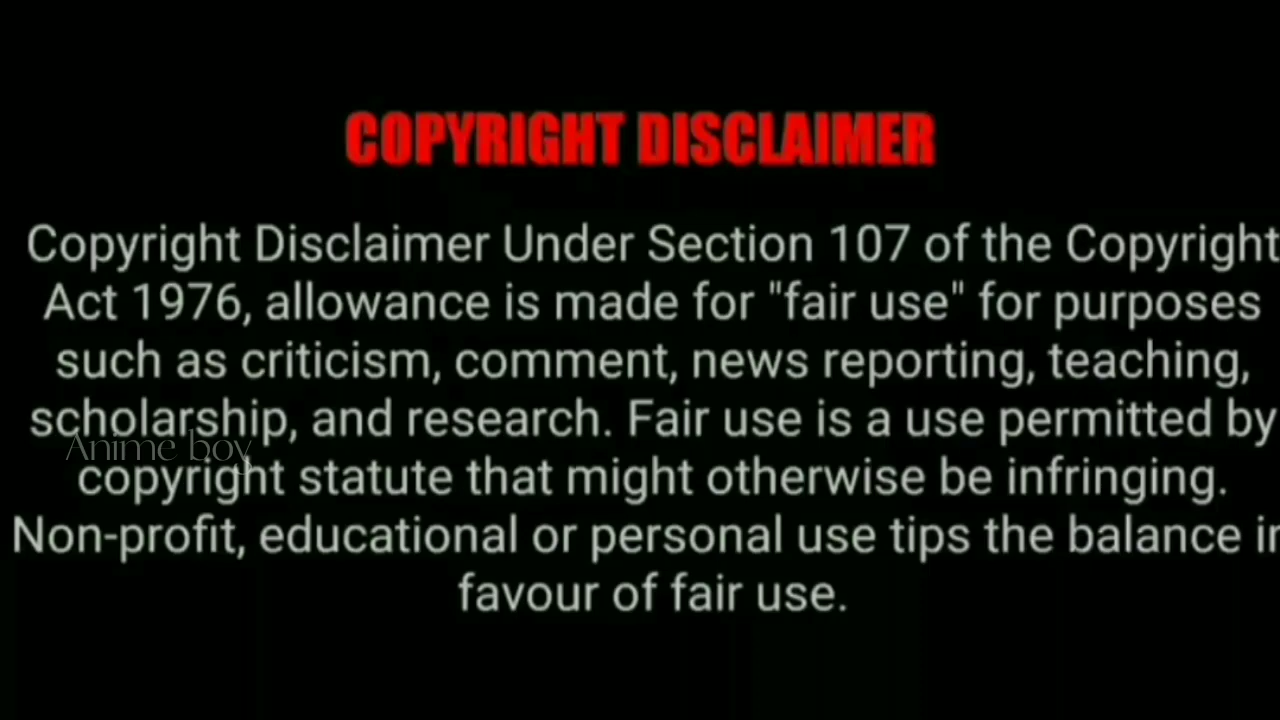 COPYRIGHT DISCLAIMER
Copyright Disclaimer Under Section 107 of the Copyright
Act 1976, allowance is made for "fair use" for purposes
such as criticism, comment, news reporting, teaching,
scholarship, and research. Fair use is a use permitted by
Anime boy
copyright statute that might otherwise be infringing.
Non-profit, educational or personal use tips the balance in
favour of fair use.